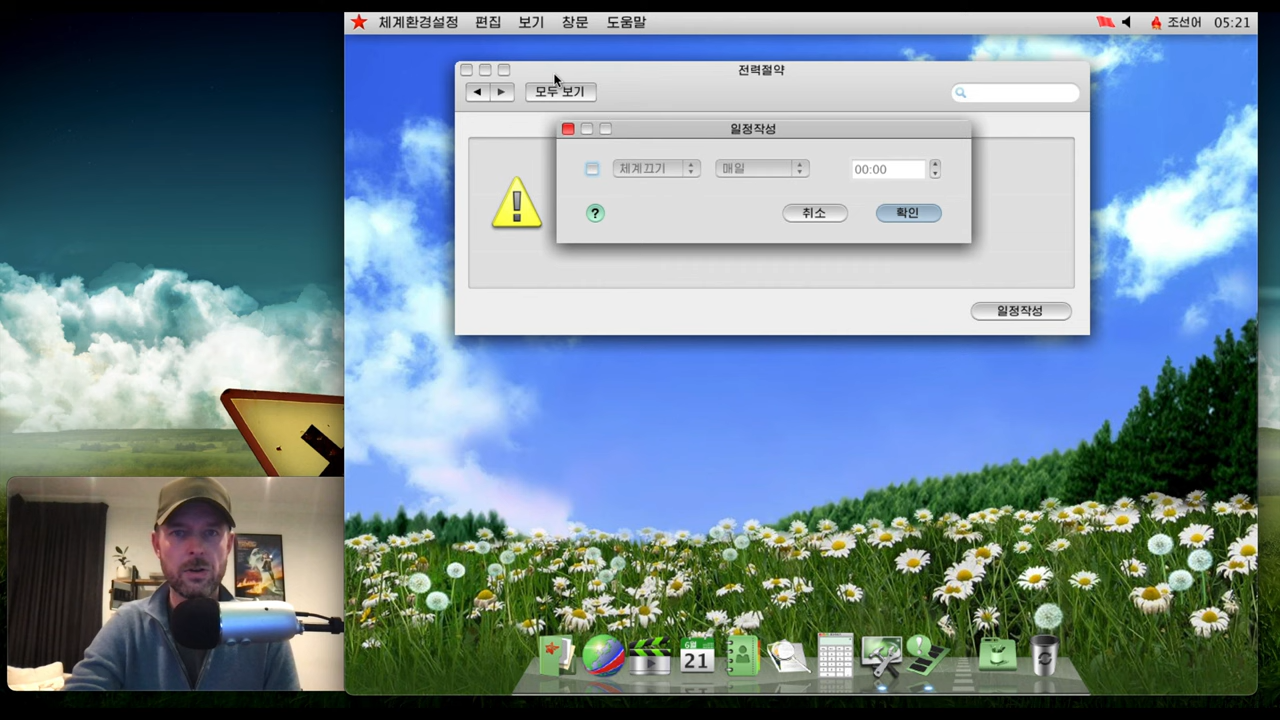 체계환경설정 편집 보기 창문 도움말 조선어 05:21
전력절약
모두 보기
일정작성
체계끄기 매일 00:00
? 취소 확인
일정작성
21